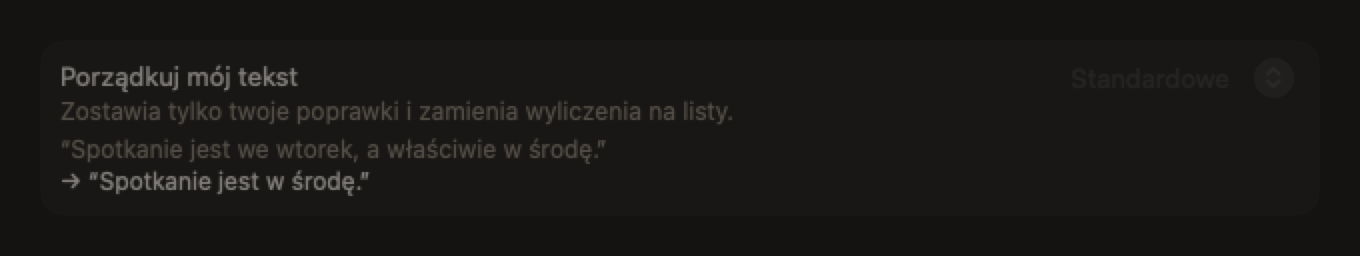 Porządkuj mój tekst
Standardowe
Zostawia tylko twoje poprawki i zamienia wyliczenia na listy.
"Spotkanie jest we wtorek, a właściwie w środę."
→ "Spotkanie jest w środę."